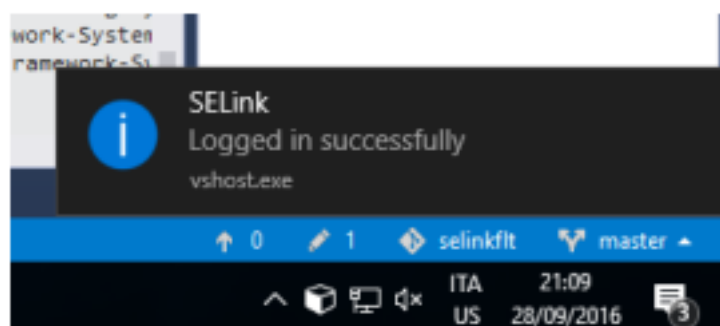 work-System
SELink
Logged in successfully
vshost.exe
0 1 selinkflt master
ITA 21:09
US 28/09/2016 3